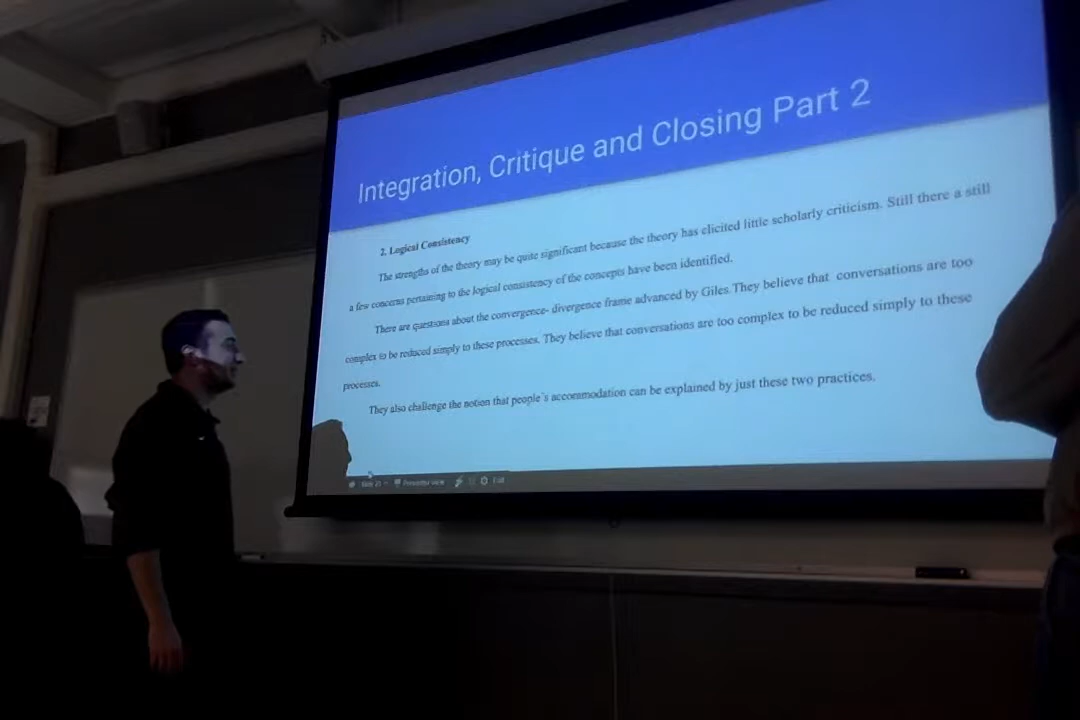 Integration, Critique and Closing Part 2
2. Logical Consistency
The strengths of the theory may be quite significant because the theory has elicited little scholarly criticism. Still there a still
a few concerns pertaining to the logical consistency of the concepts have been identified.
There are questions about the convergence- divergence frame advanced by Giles.They believe that conversations are too
complex to be reduced simply to these processes. They believe that conversations are too complex to be reduced simply to these
processes.
They also challenge the notion that people's accommodation can be explained by just these two practices.
Presenter view